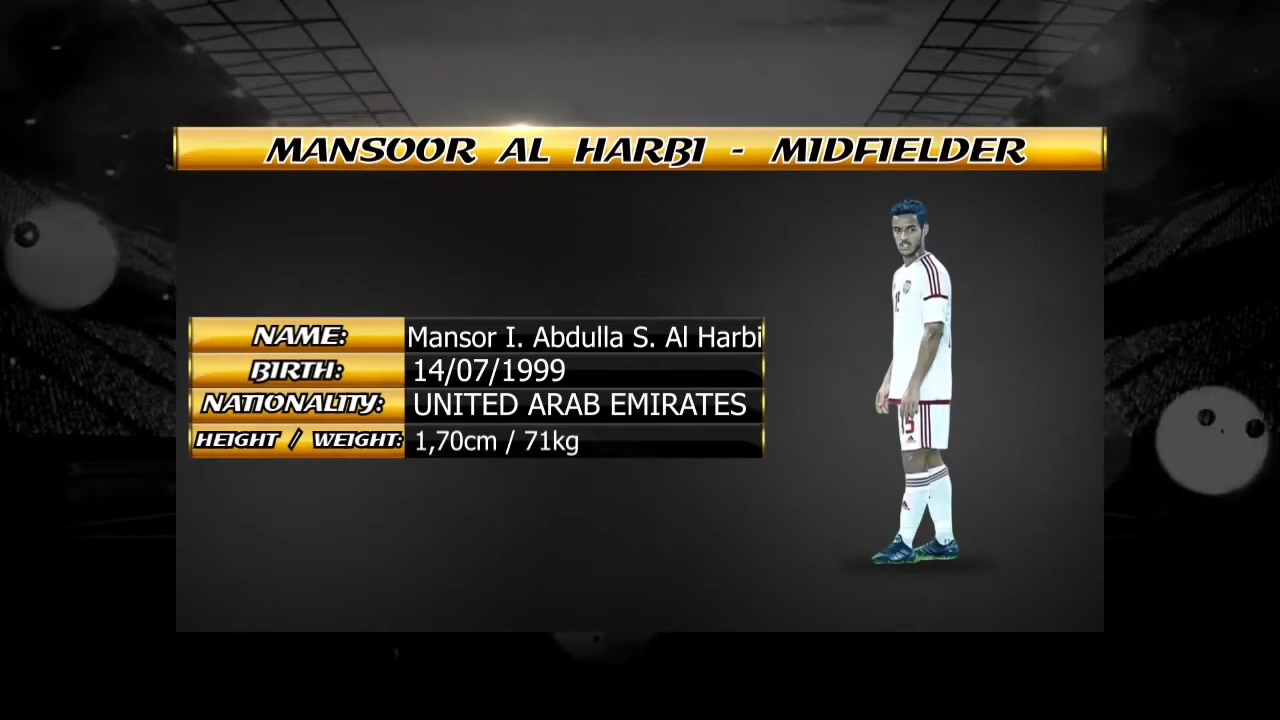 MANSOOR AL HARBI - MIDFIELDER
NAME: Mansor I. Abdulla S. Al Harbi
BIRTH: 14/07/1999
NATIONALITY: UNITED ARAB EMIRATES
HEIGHT / WEIGHT: 1,70cm / 71kg
15